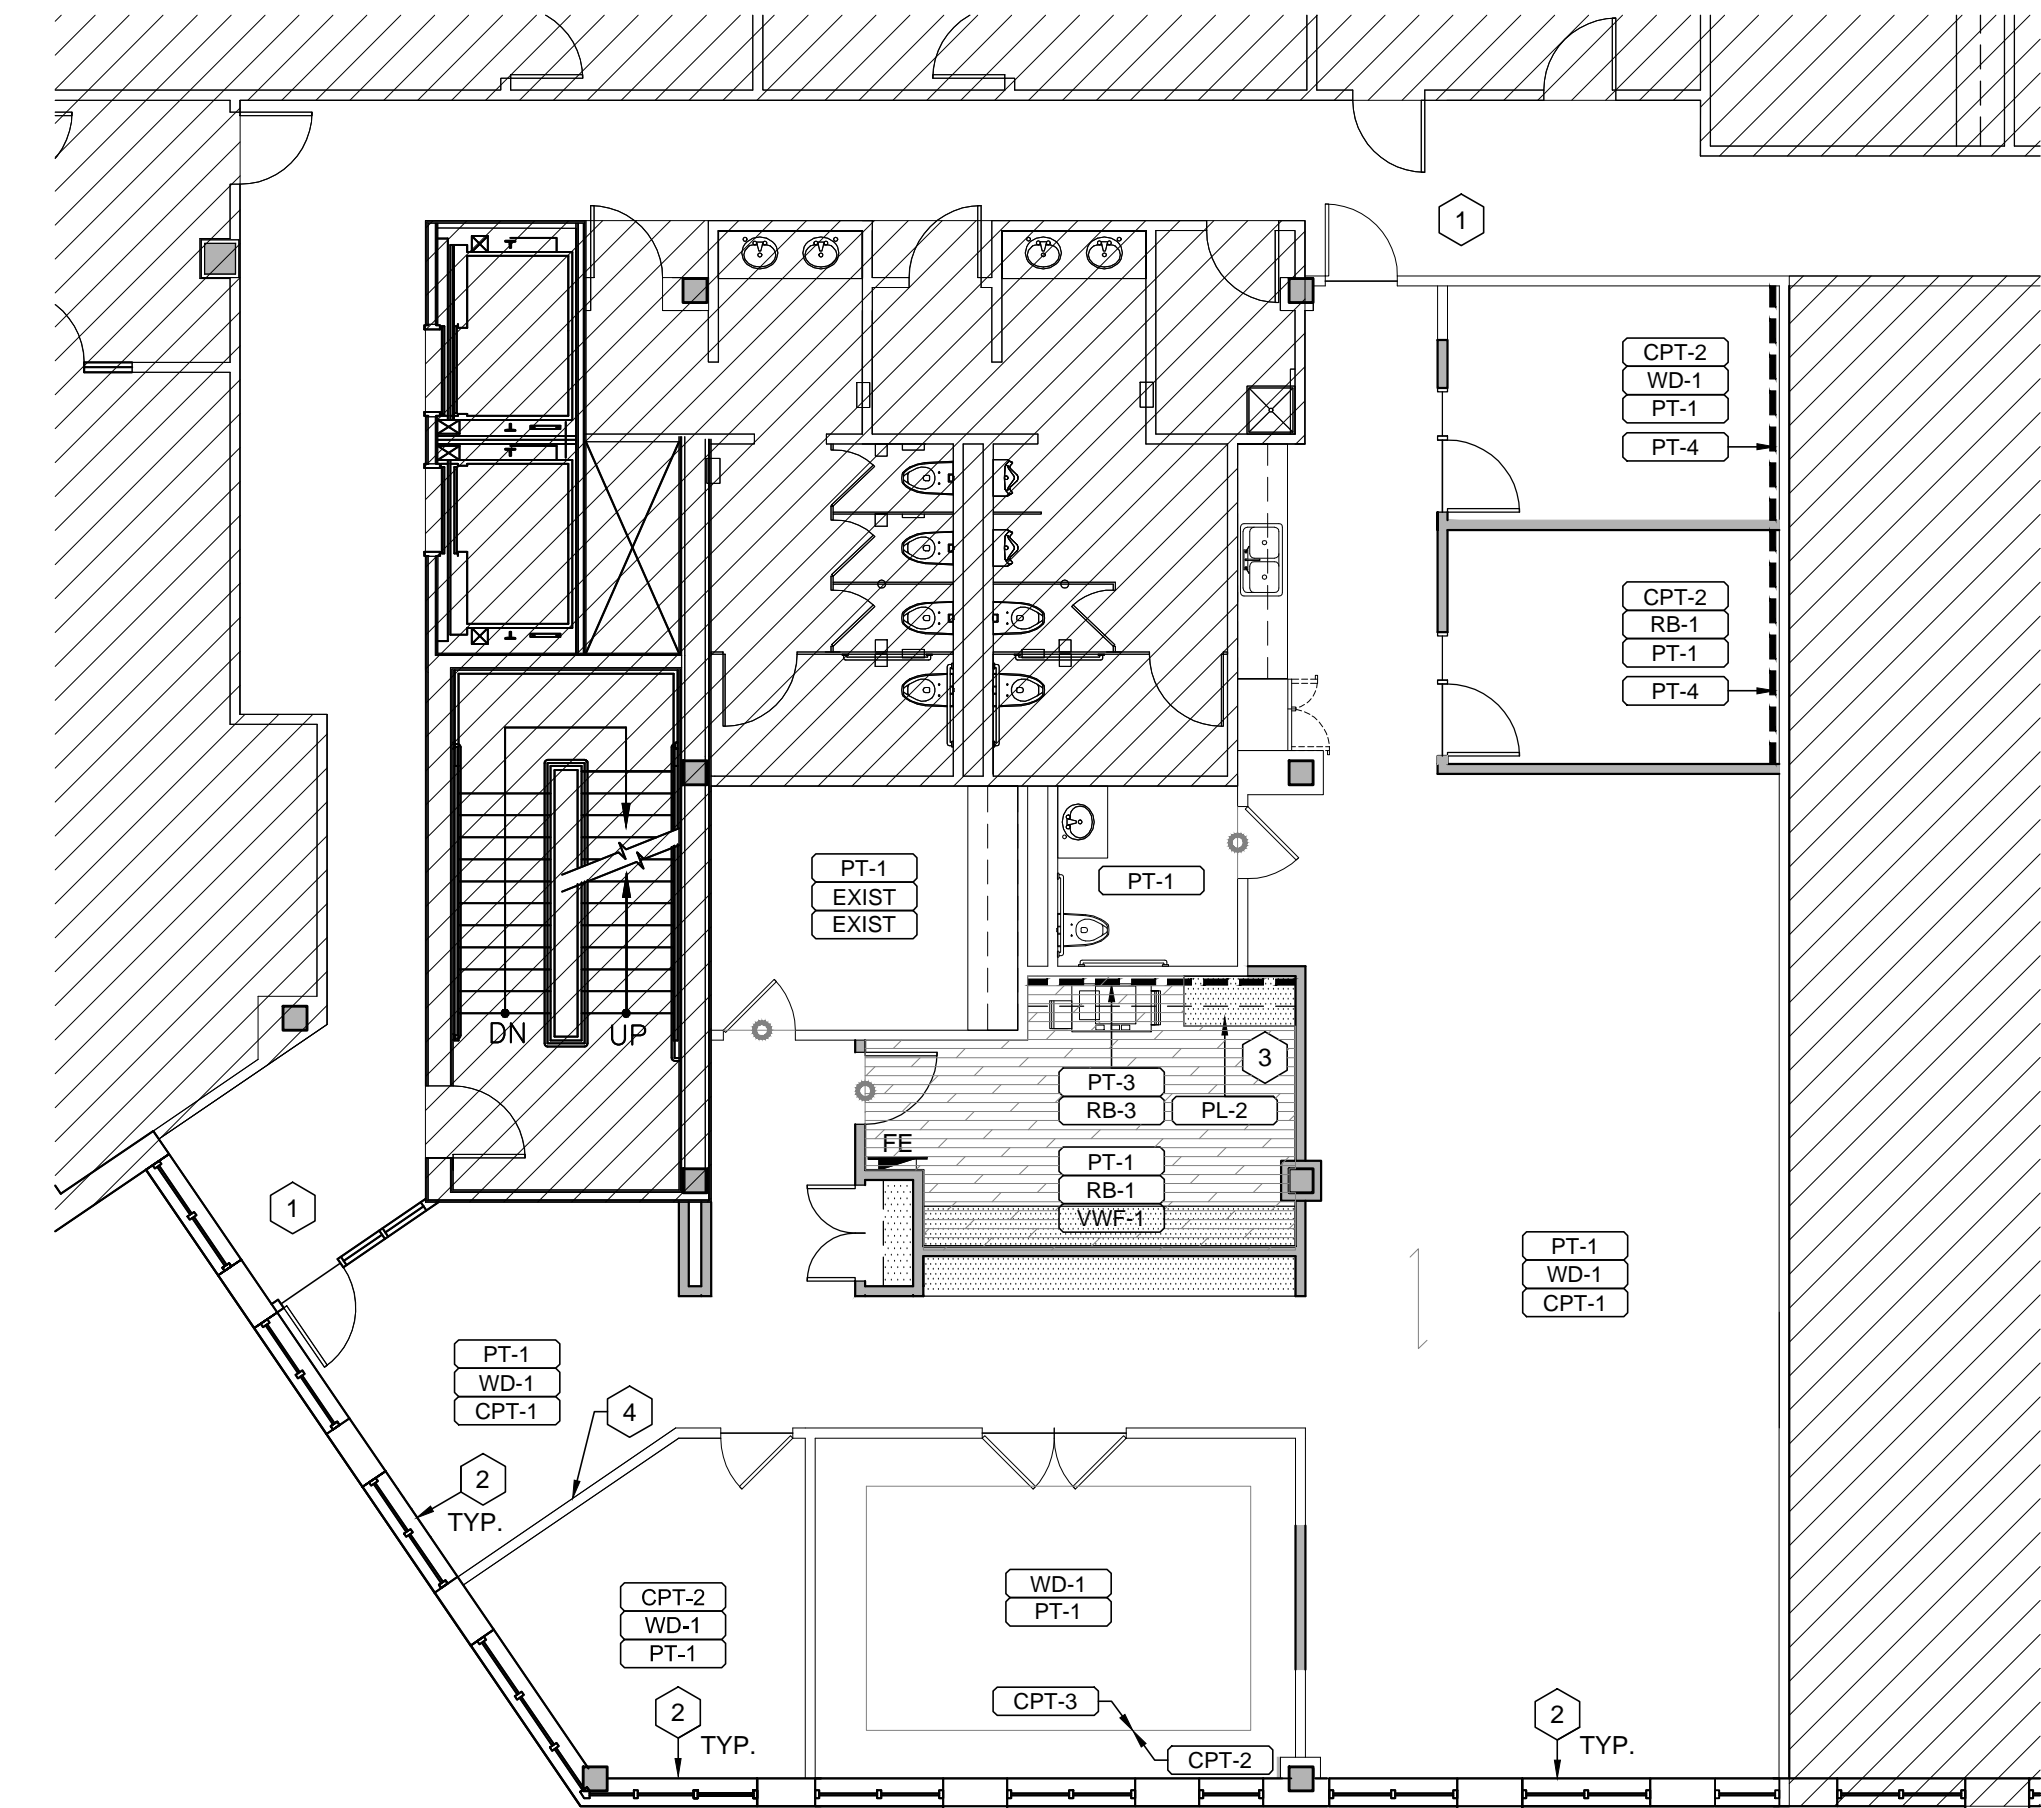 1
CPT-2
WD-1
PT-1
PT-4
CPT-2
RB-1
PT-1
PT-4
PT-1
EXIST
EXIST
PT-1
DN
UP
3
PT-3
RB-3
PL-2
FE
PT-1
RB-1
VWF-1
1
PT-1
WD-1
CPT-1
PT-1
WD-1
CPT-1
4
2
TYP.
CPT-2
WD-1
PT-1
WD-1
PT-1
CPT-3
CPT-2
2
TYP.
2
TYP.